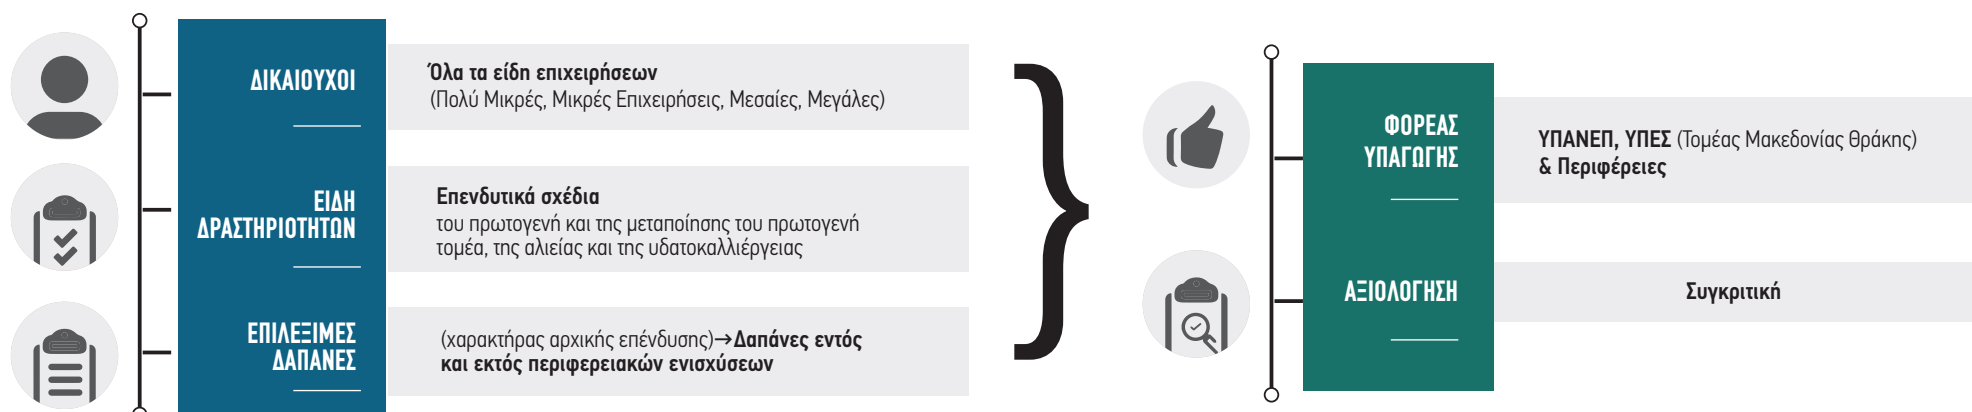 ΔΙΚΑΙΟΥΧΟΙ
Όλα τα είδη επιχειρήσεων
(Πολύ Μικρές, Μικρές Επιχειρήσεις, Μεσαίες, Μεγάλες)
ΕΙΔΗ
ΔΡΑΣΤΗΡΙΟΤΗΤΩΝ
Επενδυτικά σχέδια
του πρωτογενή και της μεταποίησης του πρωτογενή
τομέα, της αλιείας και της υδατοκαλλιέργειας
ΕΠΙΛΕΞΙΜΕΣ
ΔΑΠΑΝΕΣ
(χαρακτήρας αρχικής επένδυσης)→Δαπάνες εντός
και εκτός περιφερειακών ενισχύσεων
ΦΟΡΕΑΣ
ΥΠΑΓΩΓΗΣ
ΥΠΑΝΕΠ, ΥΠΕΣ (Τομέας Μακεδονίας Θράκης)
& Περιφέρειες
ΑΞΙΟΛΟΓΗΣΗ
Συγκριτική